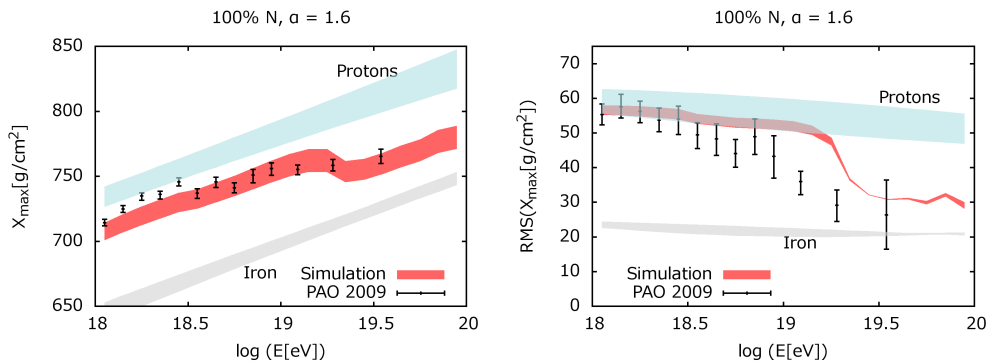 100% N, α = 1.6
850
800
750
700
650
X_max[g/cm²]
Protons
Iron
Simulation
PAO 2009
18
18.5
19
19.5
20
log (E[eV])
100% N, α = 1.6
70
60
50
40
30
20
10
0
RMS(X_max[g/cm²])
Protons
Iron
Simulation
PAO 2009
18
18.5
19
19.5
20
log (E[eV])